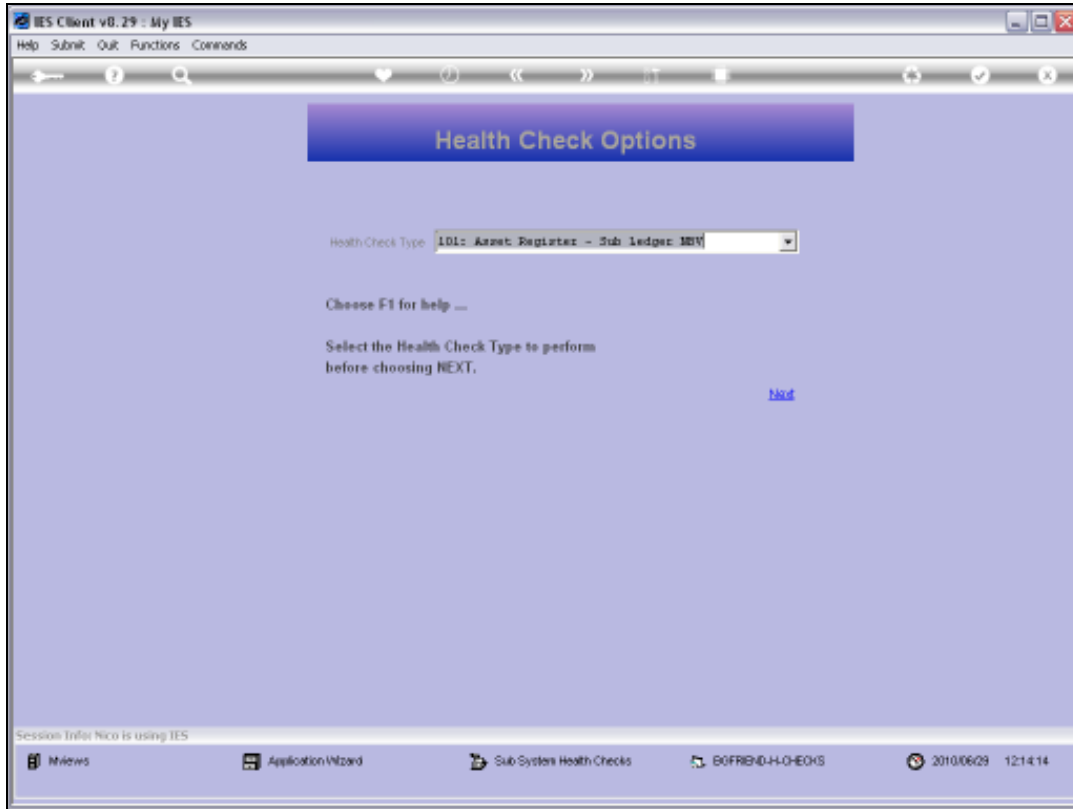 IES Client v8.29 : My IES
Help Submit Quit Functions Commands
Health Check Options
Health Check Type 101: Asset Register - Sub ledger NBV
Choose F1 for help ...
Select the Health Check Type to perform
before choosing NEXT.
Next
Session Info: Nico is using IES
Mviews Application Wizard Sub System Health Checks BGFRIEND-H-CHECKS 2010/06/29 12:14:14